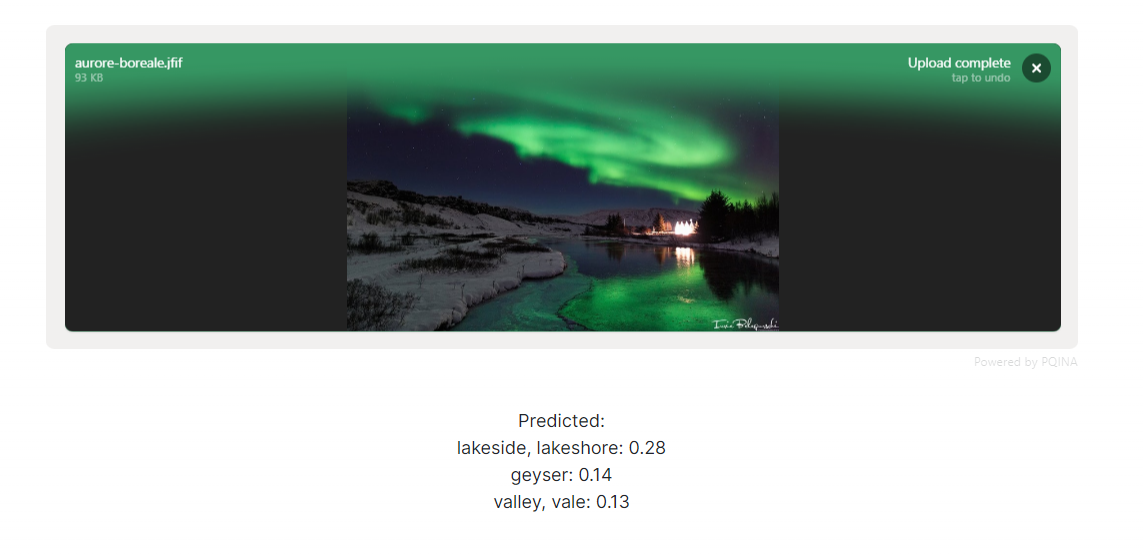 aurore-boreale.jfif
93 KB
Upload complete
tap to undo
Powered by PQINA
Predicted:
lakeside, lakeshore: 0.28
geyser: 0.14
valley, vale: 0.13